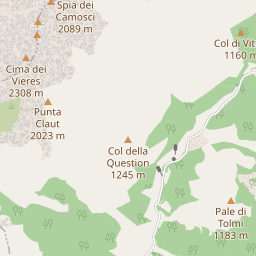 Spia dei
Camosci
2089 m
Col di Vitt
1160 m
Cima dei
Vieres
2308 m
Punta
Claut
2023 m
Col della
Question
1245 m
Pale di
Tolmi
1183 m